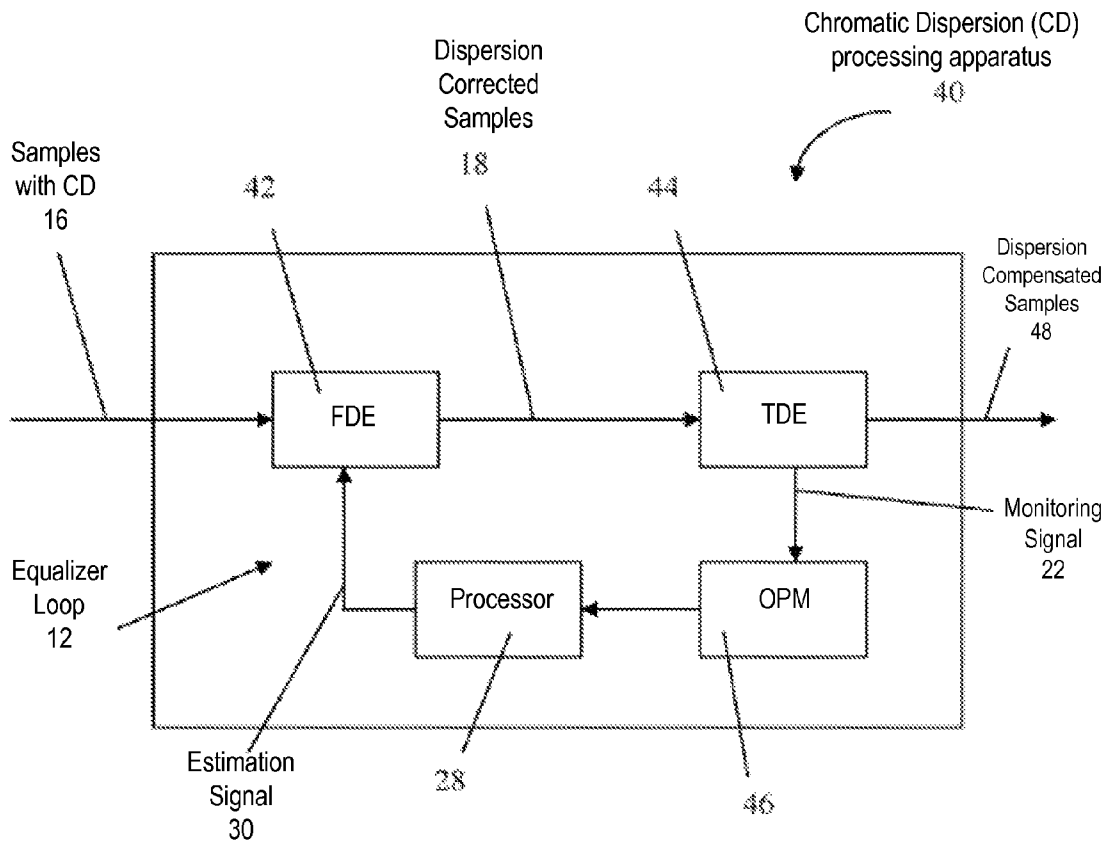 Chromatic Dispersion (CD)
processing apparatus
40
Dispersion
Corrected
Samples
18
Samples
with CD
16
42
44
Dispersion
Compensated
Samples
48
FDE
TDE
Monitoring
Signal
22
Equalizer
Loop
12
Processor
OPM
Estimation
Signal
30
28
46